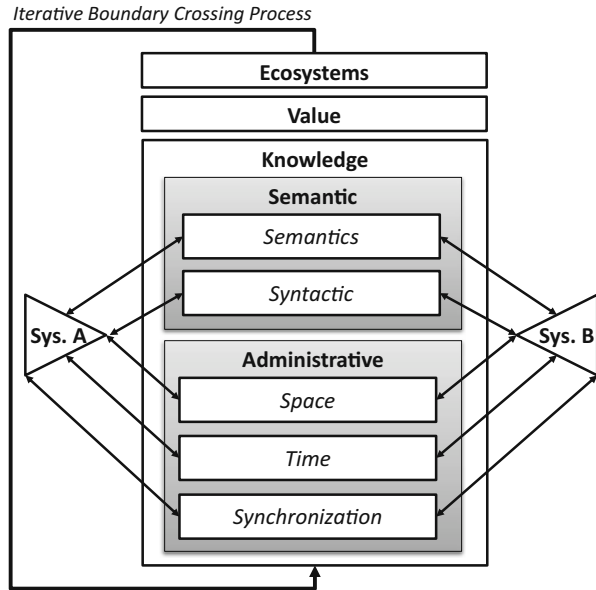 Iterative Boundary Crossing Process
Ecosystems
Value
Knowledge
Semantic
Semantics
Syntactic
Sys. A
Sys. B
Administrative
Space
Time
Synchronization